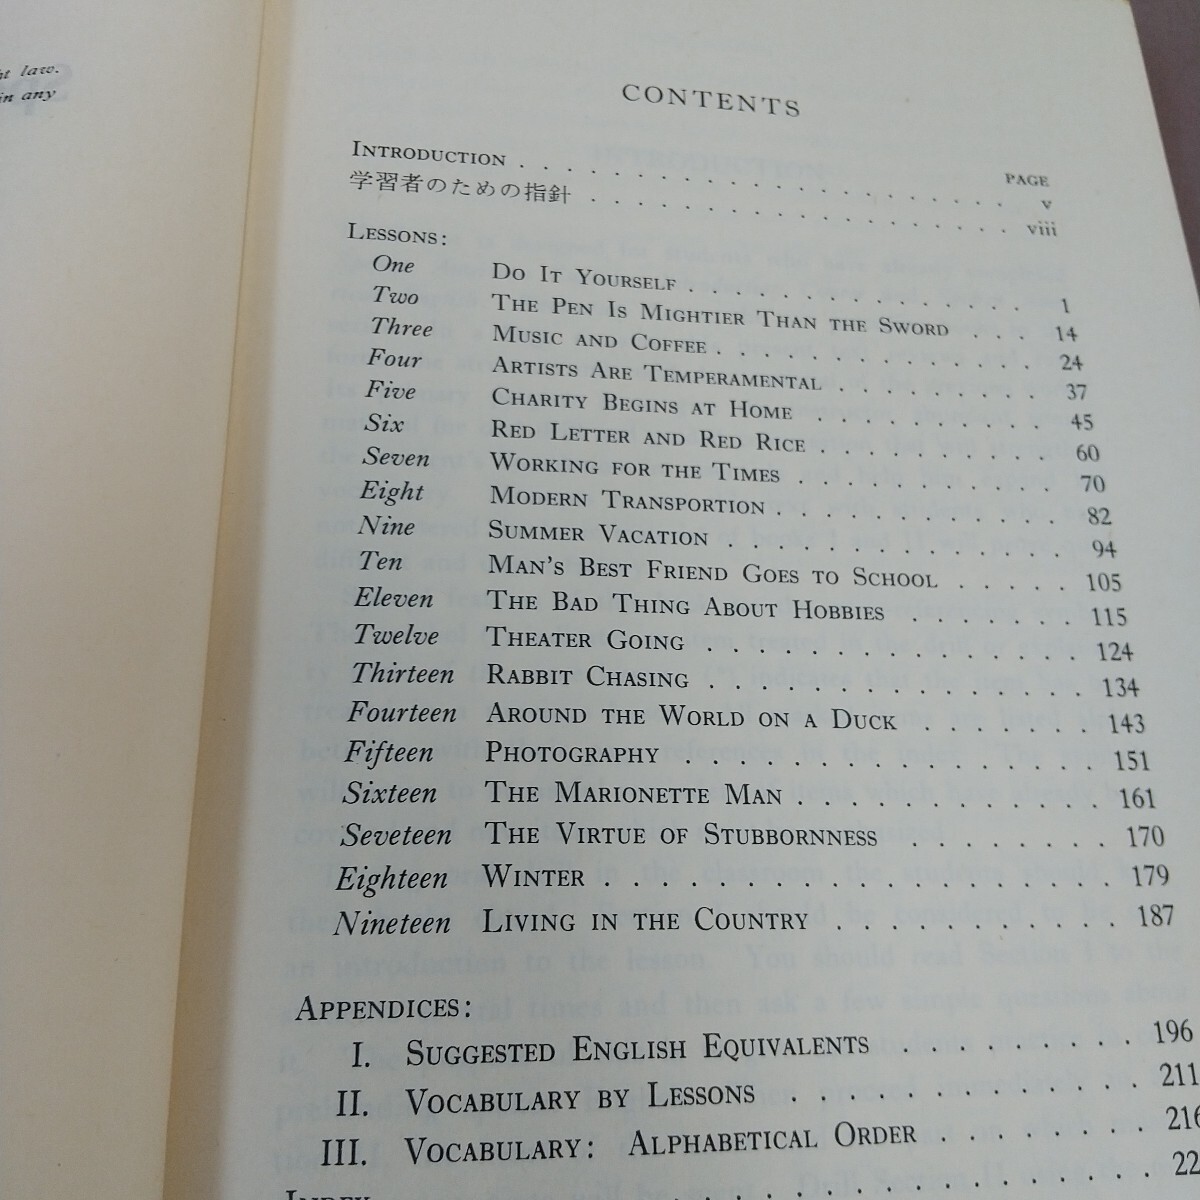 ht law.
in any
CONTENTS
PAGE
INTRODUCTION . . . . . . . . . . . . . . . . . v
学習者のための指針 . . . . . . . . . . . . . . . viii
LESSONS:
One DO IT YOURSELF . . . . . . . . . . . . . . . 1
Two THE PEN IS MIGHTIER THAN THE SWORD . . . 14
Three MUSIC AND COFFEE . . . . . . . . . . . . . . 24
Four ARTISTS ARE TEMPERAMENTAL . . . . . . . . . 37
Five CHARITY BEGINS AT HOME . . . . . . . . . . 45
Six RED LETTER AND RED RICE . . . . . . . . . . 60
Seven WORKING FOR THE TIMES . . . . . . . . . . 70
Eight MODERN TRANSPORTION . . . . . . . . . . . 82
Nine SUMMER VACATION . . . . . . . . . . . . . 94
Ten MAN'S BEST FRIEND GOES TO SCHOOL . . . . . 105
Eleven THE BAD THING ABOUT HOBBIES . . . . . . . 115
Twelve THEATER GOING . . . . . . . . . . . . . . 124
Thirteen RABBIT CHASING . . . . . . . . . . . . . . 134
Fourteen AROUND THE WORLD ON A DUCK . . . . . . . 143
Fifteen PHOTOGRAPHY . . . . . . . . . . . . . . . 151
Sixteen THE MARIONETTE MAN . . . . . . . . . . . 161
Seveteen THE VIRTUE OF STUBBORNNESS . . . . . . . . 170
Eighteen WINTER . . . . . . . . . . . . . . . . . . 179
Nineteen LIVING IN THE COUNTRY . . . . . . . . . . . 187
APPENDICES:
I. SUGGESTED ENGLISH EQUIVALENTS . . . . . . . . 196
II. VOCABULARY BY LESSONS . . . . . . . . . . . 211
III. VOCABULARY: ALPHABETICAL ORDER . . . . . . . 216
INDEX